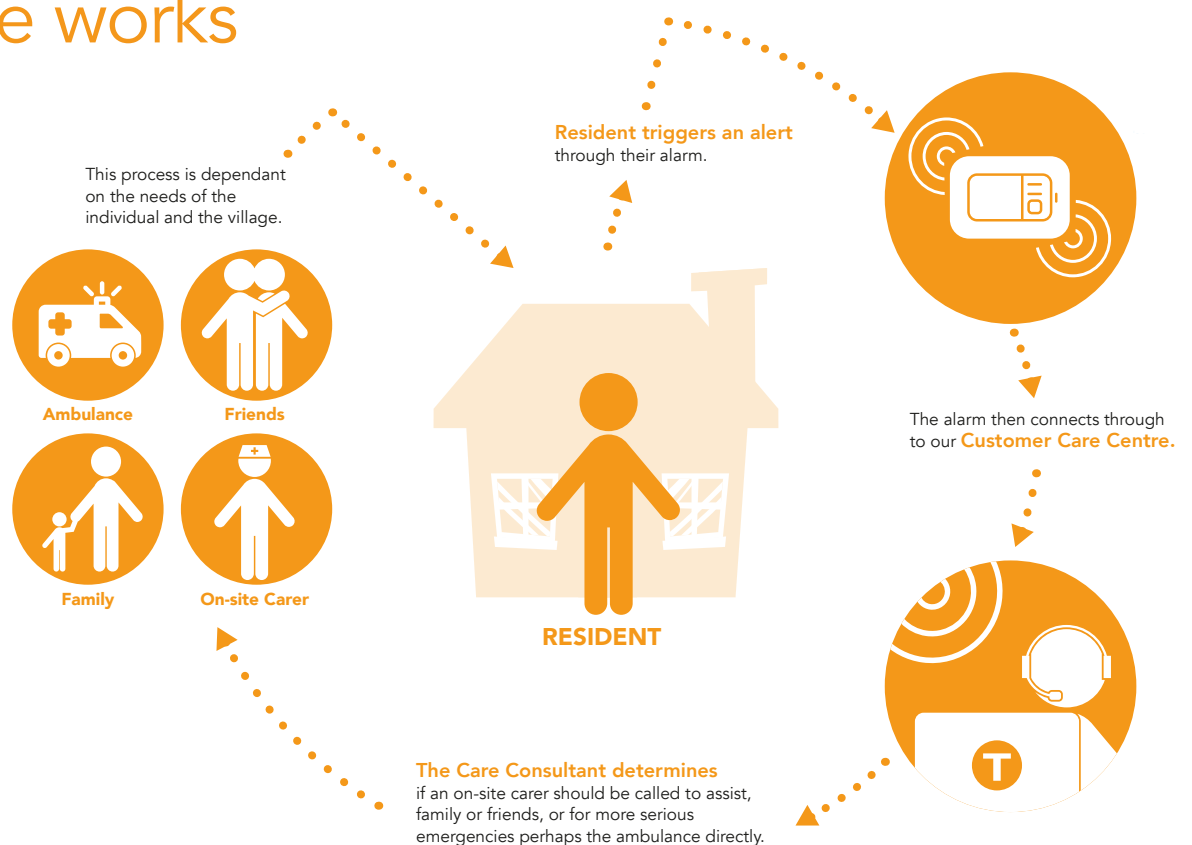 e works
Resident triggers an alert
through their alarm.
The alarm then connects through
to our Customer Care Centre.
T
The Care Consultant determines
if an on-site carer should be called to assist,
family or friends, or for more serious
emergencies perhaps the ambulance directly.
This process is dependant
on the needs of the
individual and the village.
Ambulance
Friends
Family
On-site Carer
RESIDENT